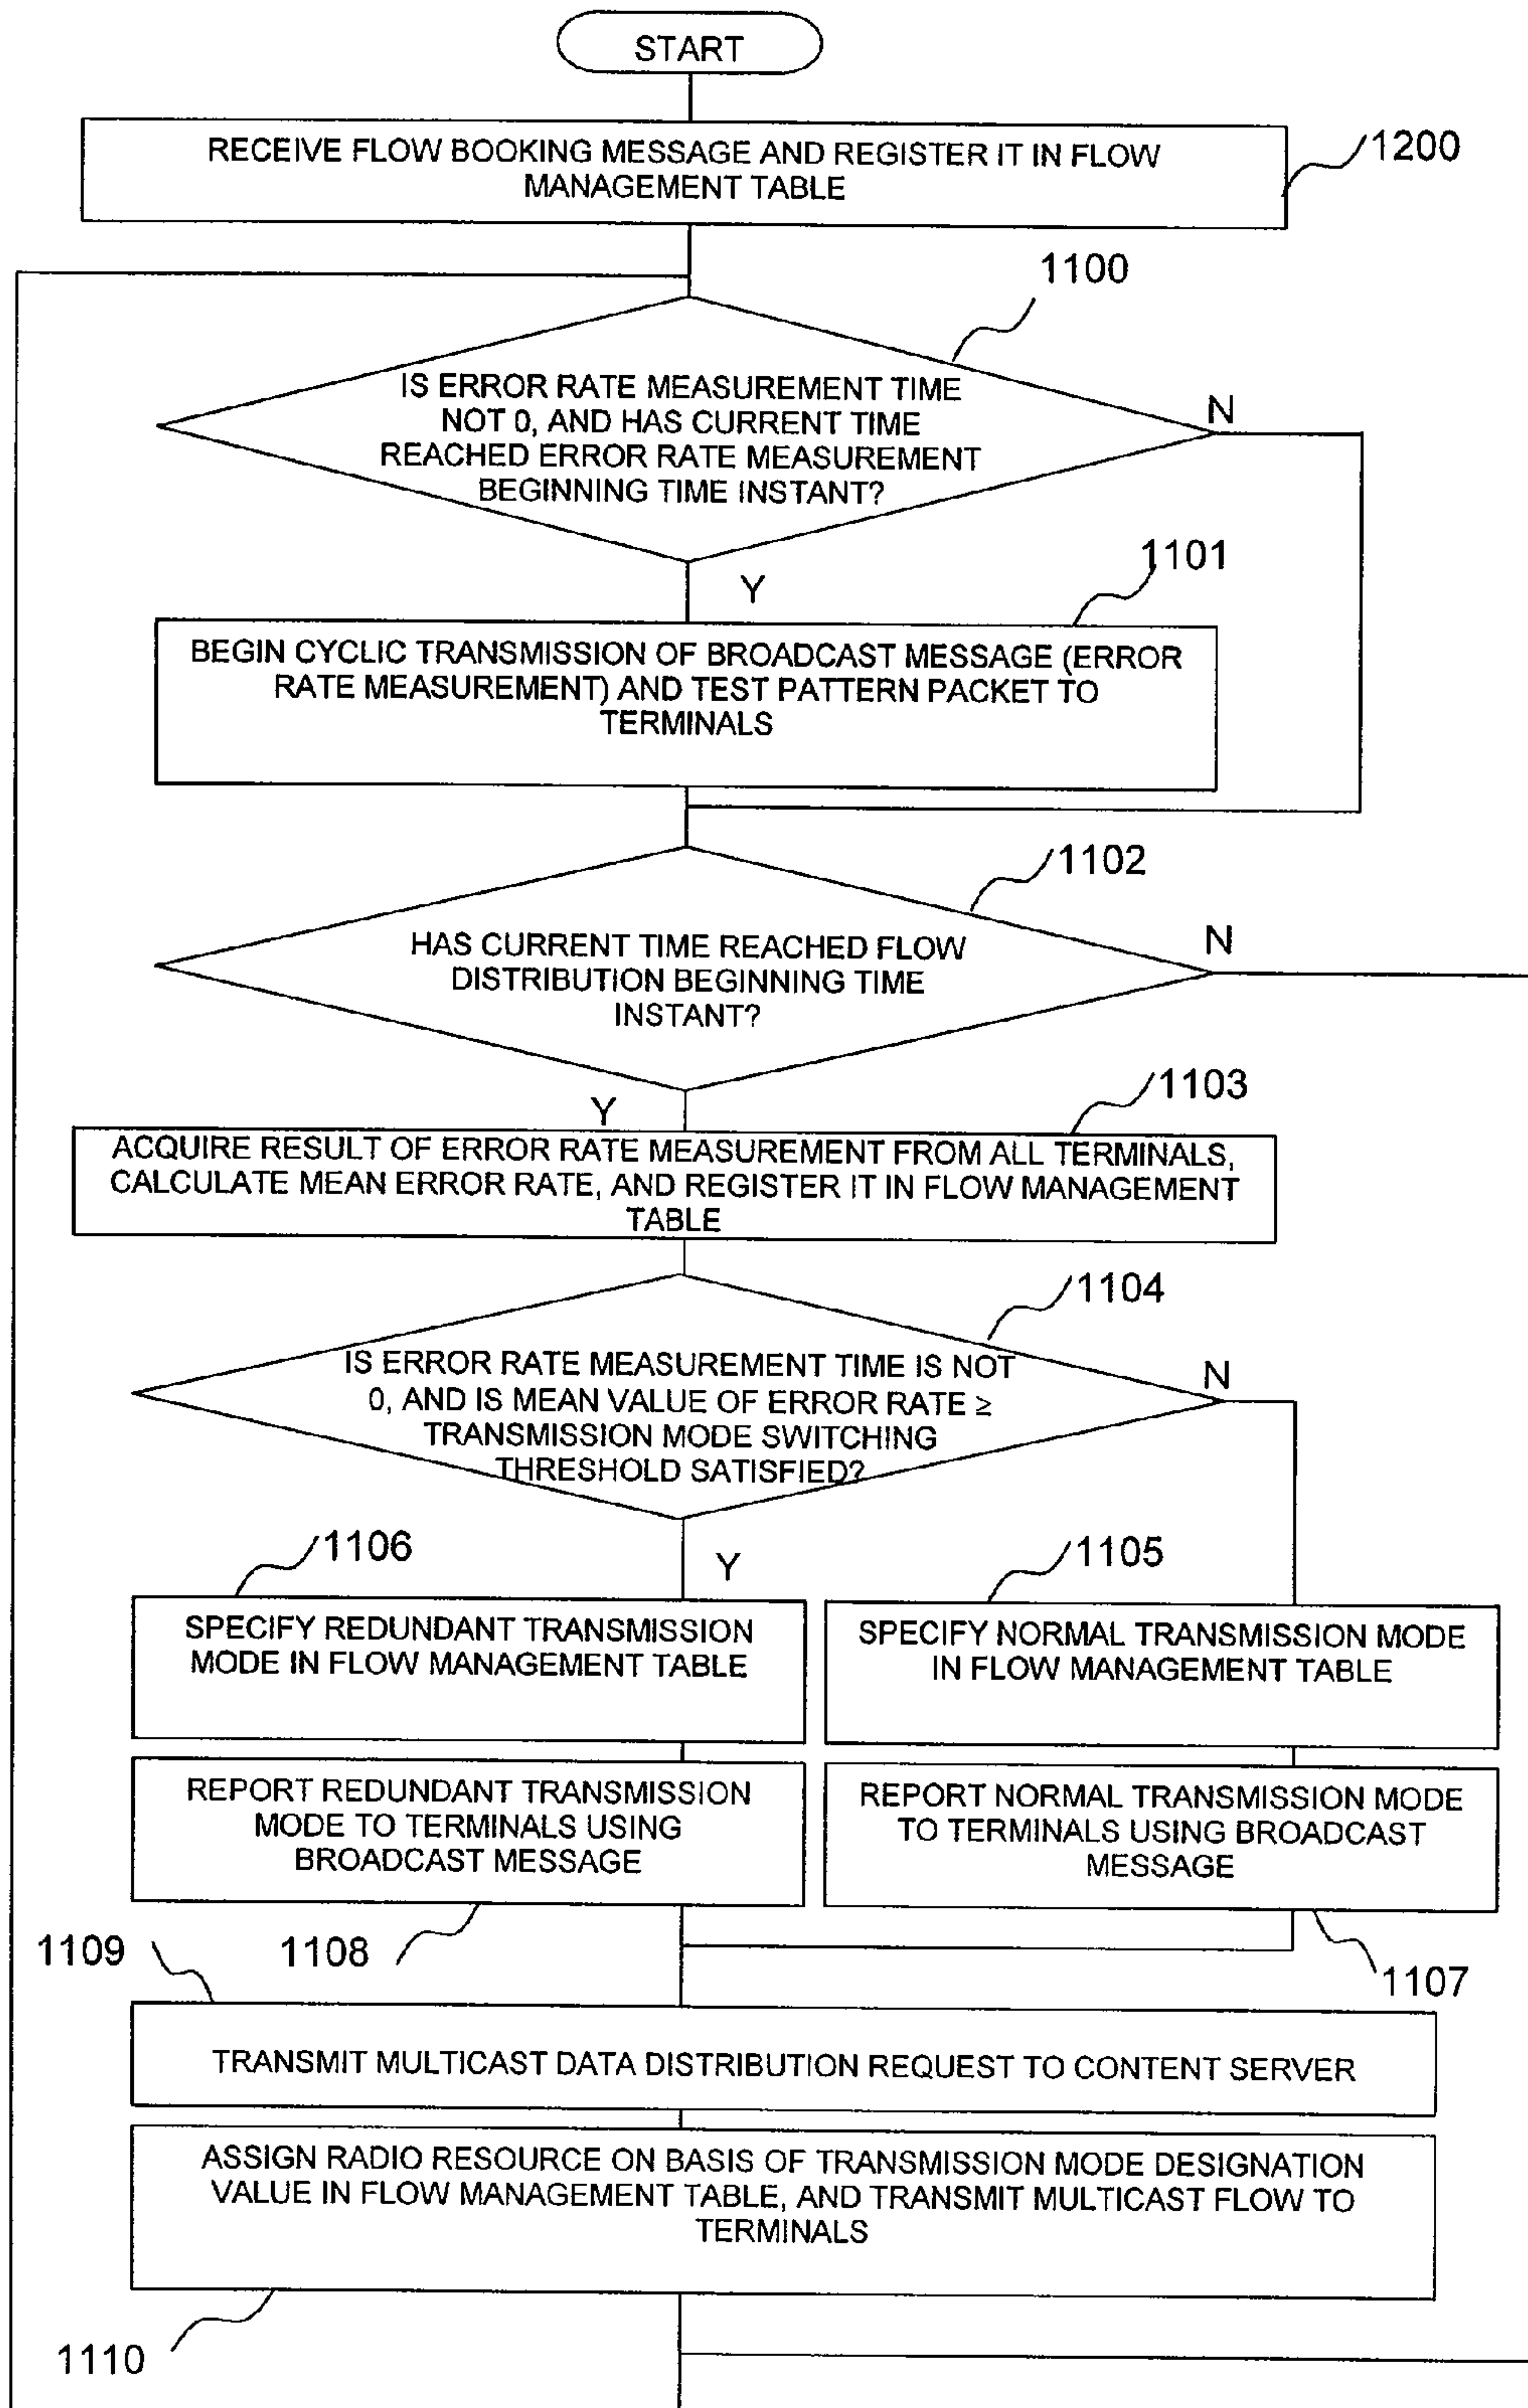 START
RECEIVE FLOW BOOKING MESSAGE AND REGISTER IT IN FLOW
MANAGEMENT TABLE
1200
1100
IS ERROR RATE MEASUREMENT TIME
NOT 0, AND HAS CURRENT TIME
REACHED ERROR RATE MEASUREMENT
BEGINNING TIME INSTANT?
N
Y
1101
BEGIN CYCLIC TRANSMISSION OF BROADCAST MESSAGE (ERROR
RATE MEASUREMENT) AND TEST PATTERN PACKET TO
TERMINALS
1102
HAS CURRENT TIME REACHED FLOW
DISTRIBUTION BEGINNING TIME
INSTANT?
N
Y
1103
ACQUIRE RESULT OF ERROR RATE MEASUREMENT FROM ALL TERMINALS,
CALCULATE MEAN ERROR RATE, AND REGISTER IT IN FLOW MANAGEMENT
TABLE
1104
IS ERROR RATE MEASUREMENT TIME IS NOT
0, AND IS MEAN VALUE OF ERROR RATE ≥
TRANSMISSION MODE SWITCHING
THRESHOLD SATISFIED?
N
Y
1106
1105
SPECIFY REDUNDANT TRANSMISSION
MODE IN FLOW MANAGEMENT TABLE
SPECIFY NORMAL TRANSMISSION MODE
IN FLOW MANAGEMENT TABLE
REPORT REDUNDANT TRANSMISSION
MODE TO TERMINALS USING
BROADCAST MESSAGE
REPORT NORMAL TRANSMISSION MODE
TO TERMINALS USING BROADCAST
MESSAGE
1109
1108
1107
TRANSMIT MULTICAST DATA DISTRIBUTION REQUEST TO CONTENT SERVER
ASSIGN RADIO RESOURCE ON BASIS OF TRANSMISSION MODE DESIGNATION
VALUE IN FLOW MANAGEMENT TABLE, AND TRANSMIT MULTICAST FLOW TO
TERMINALS
1110